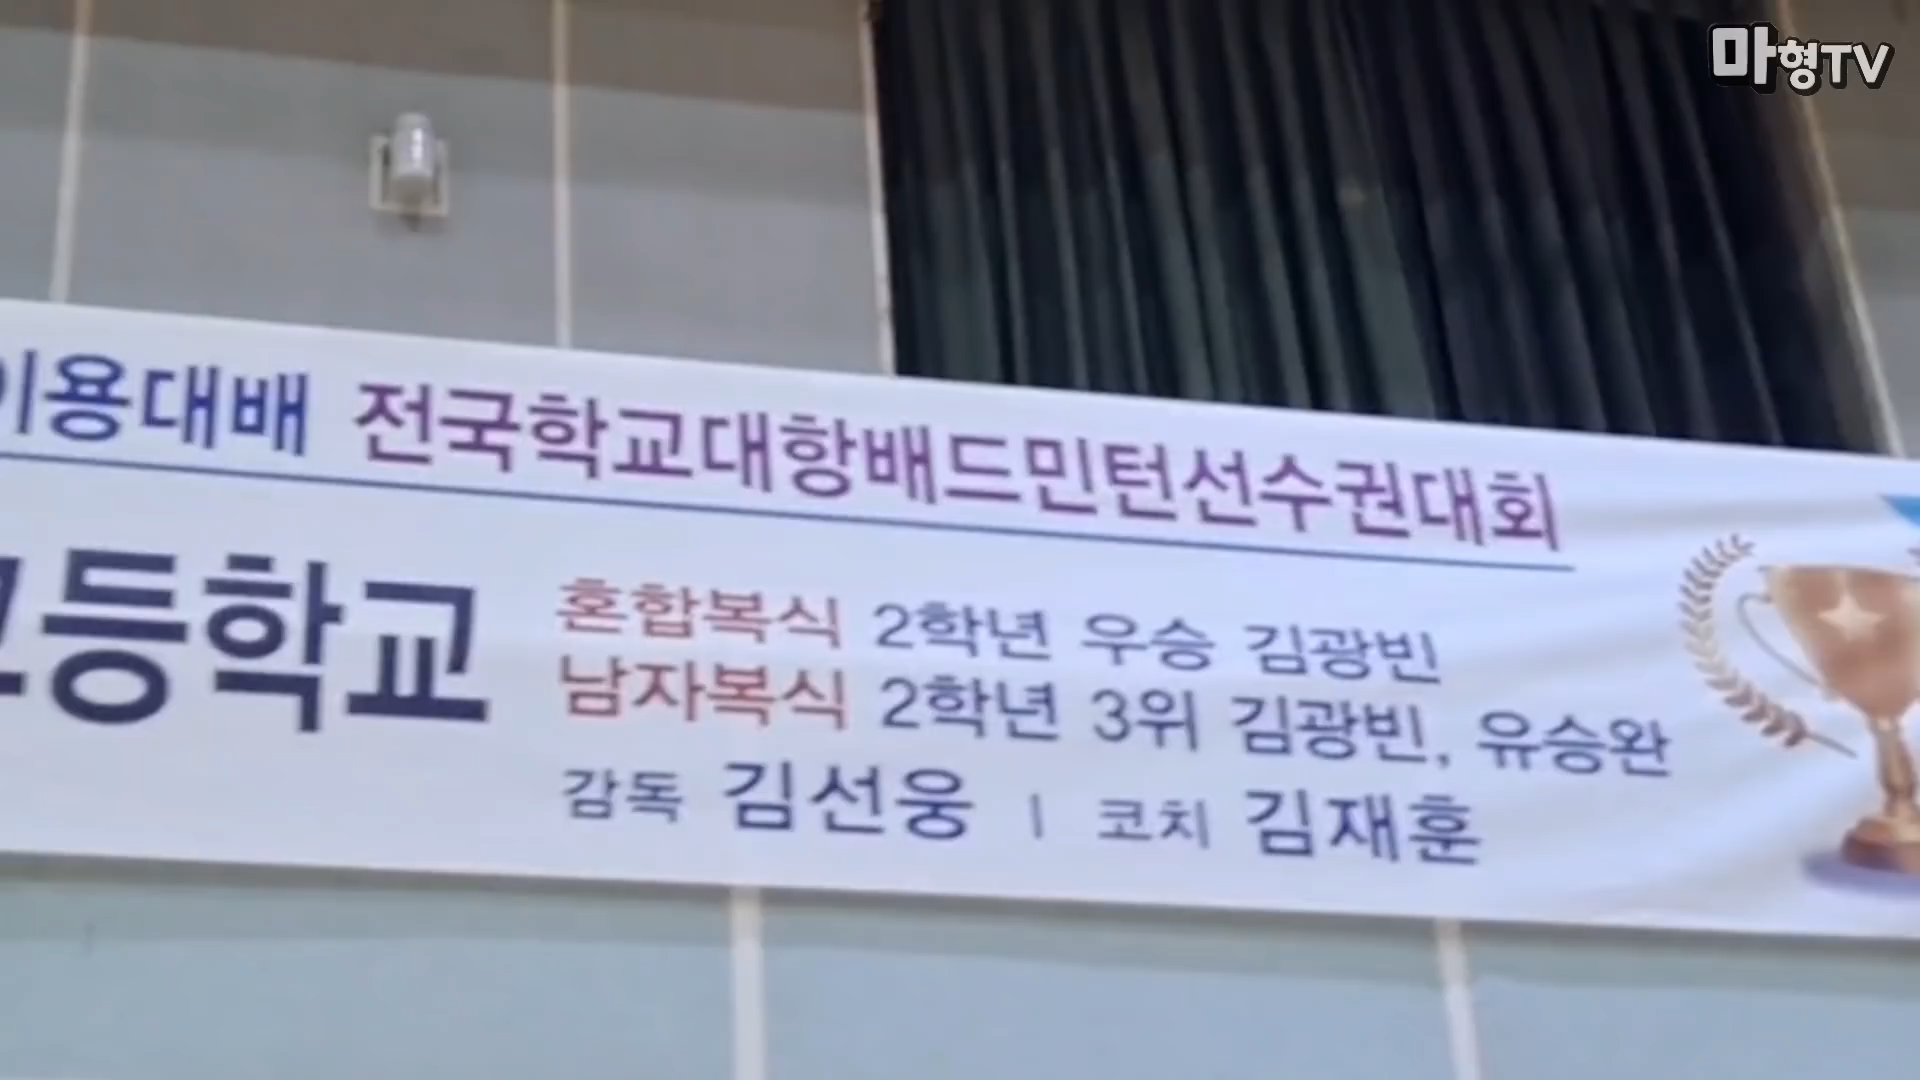 마형TV
이용대배 전국학교대항배드민턴선수권대회
고등학교
혼합복식 2학년 우승 김광빈
남자복식 2학년 3위 김광빈, 유승완
감독 김선웅 | 코치 김재훈